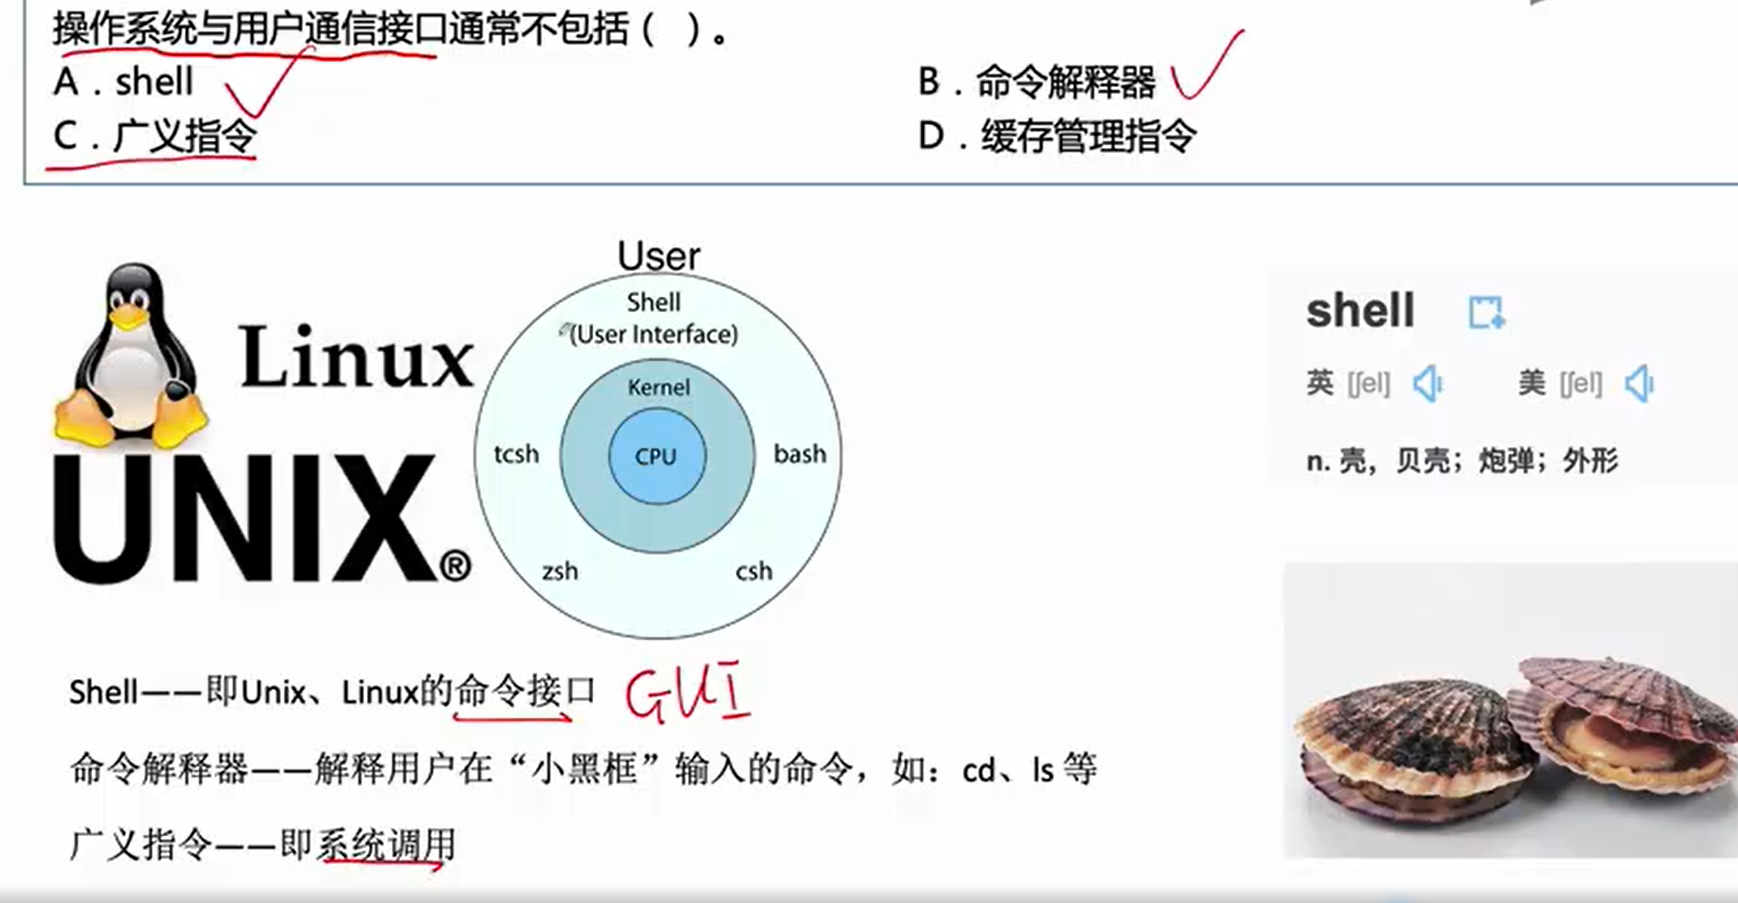 操作系统与用户通信接口通常不包括（ ）。
A．shell
B．命令解释器
C．广义指令
D．缓存管理指令
User
Shell
(User Interface)
Kernel
CPU
tcsh
bash
zsh
csh
Linux
UNIX®
shell
英 [ʃel] 美 [ʃel]
n. 壳，贝壳；炮弹；外形
Shell——即Unix、Linux的命令接口 GUI
命令解释器——解释用户在“小黑框”输入的命令，如：cd、ls 等
广义指令——即系统调用